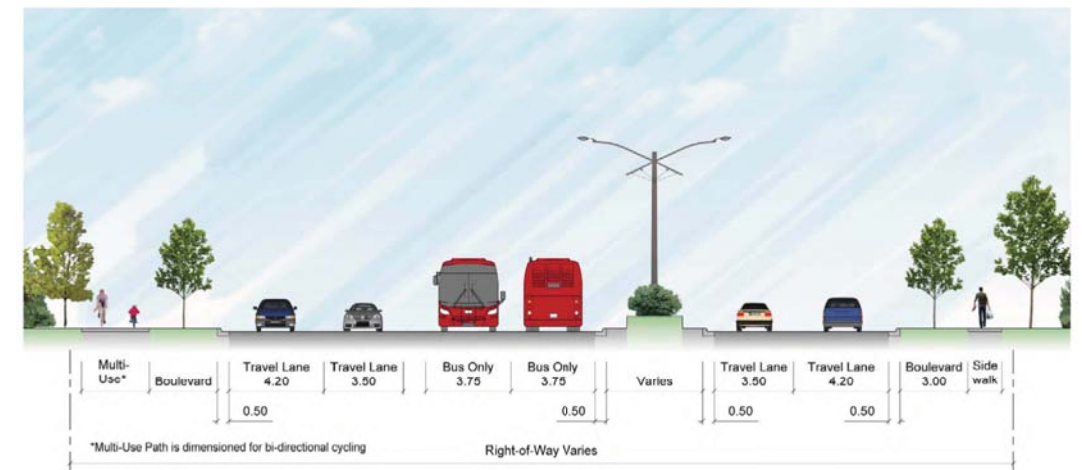 Multi-
Use*
Boulevard
Travel Lane
4.20
Travel Lane
3.50
Bus Only
3.75
Bus Only
3.75
Varies
Travel Lane
3.50
Travel Lane
4.20
Boulevard
3.00
Side
walk
0.50
0.50
0.50
0.50
*Multi-Use Path is dimensioned for bi-directional cycling
Right-of-Way Varies